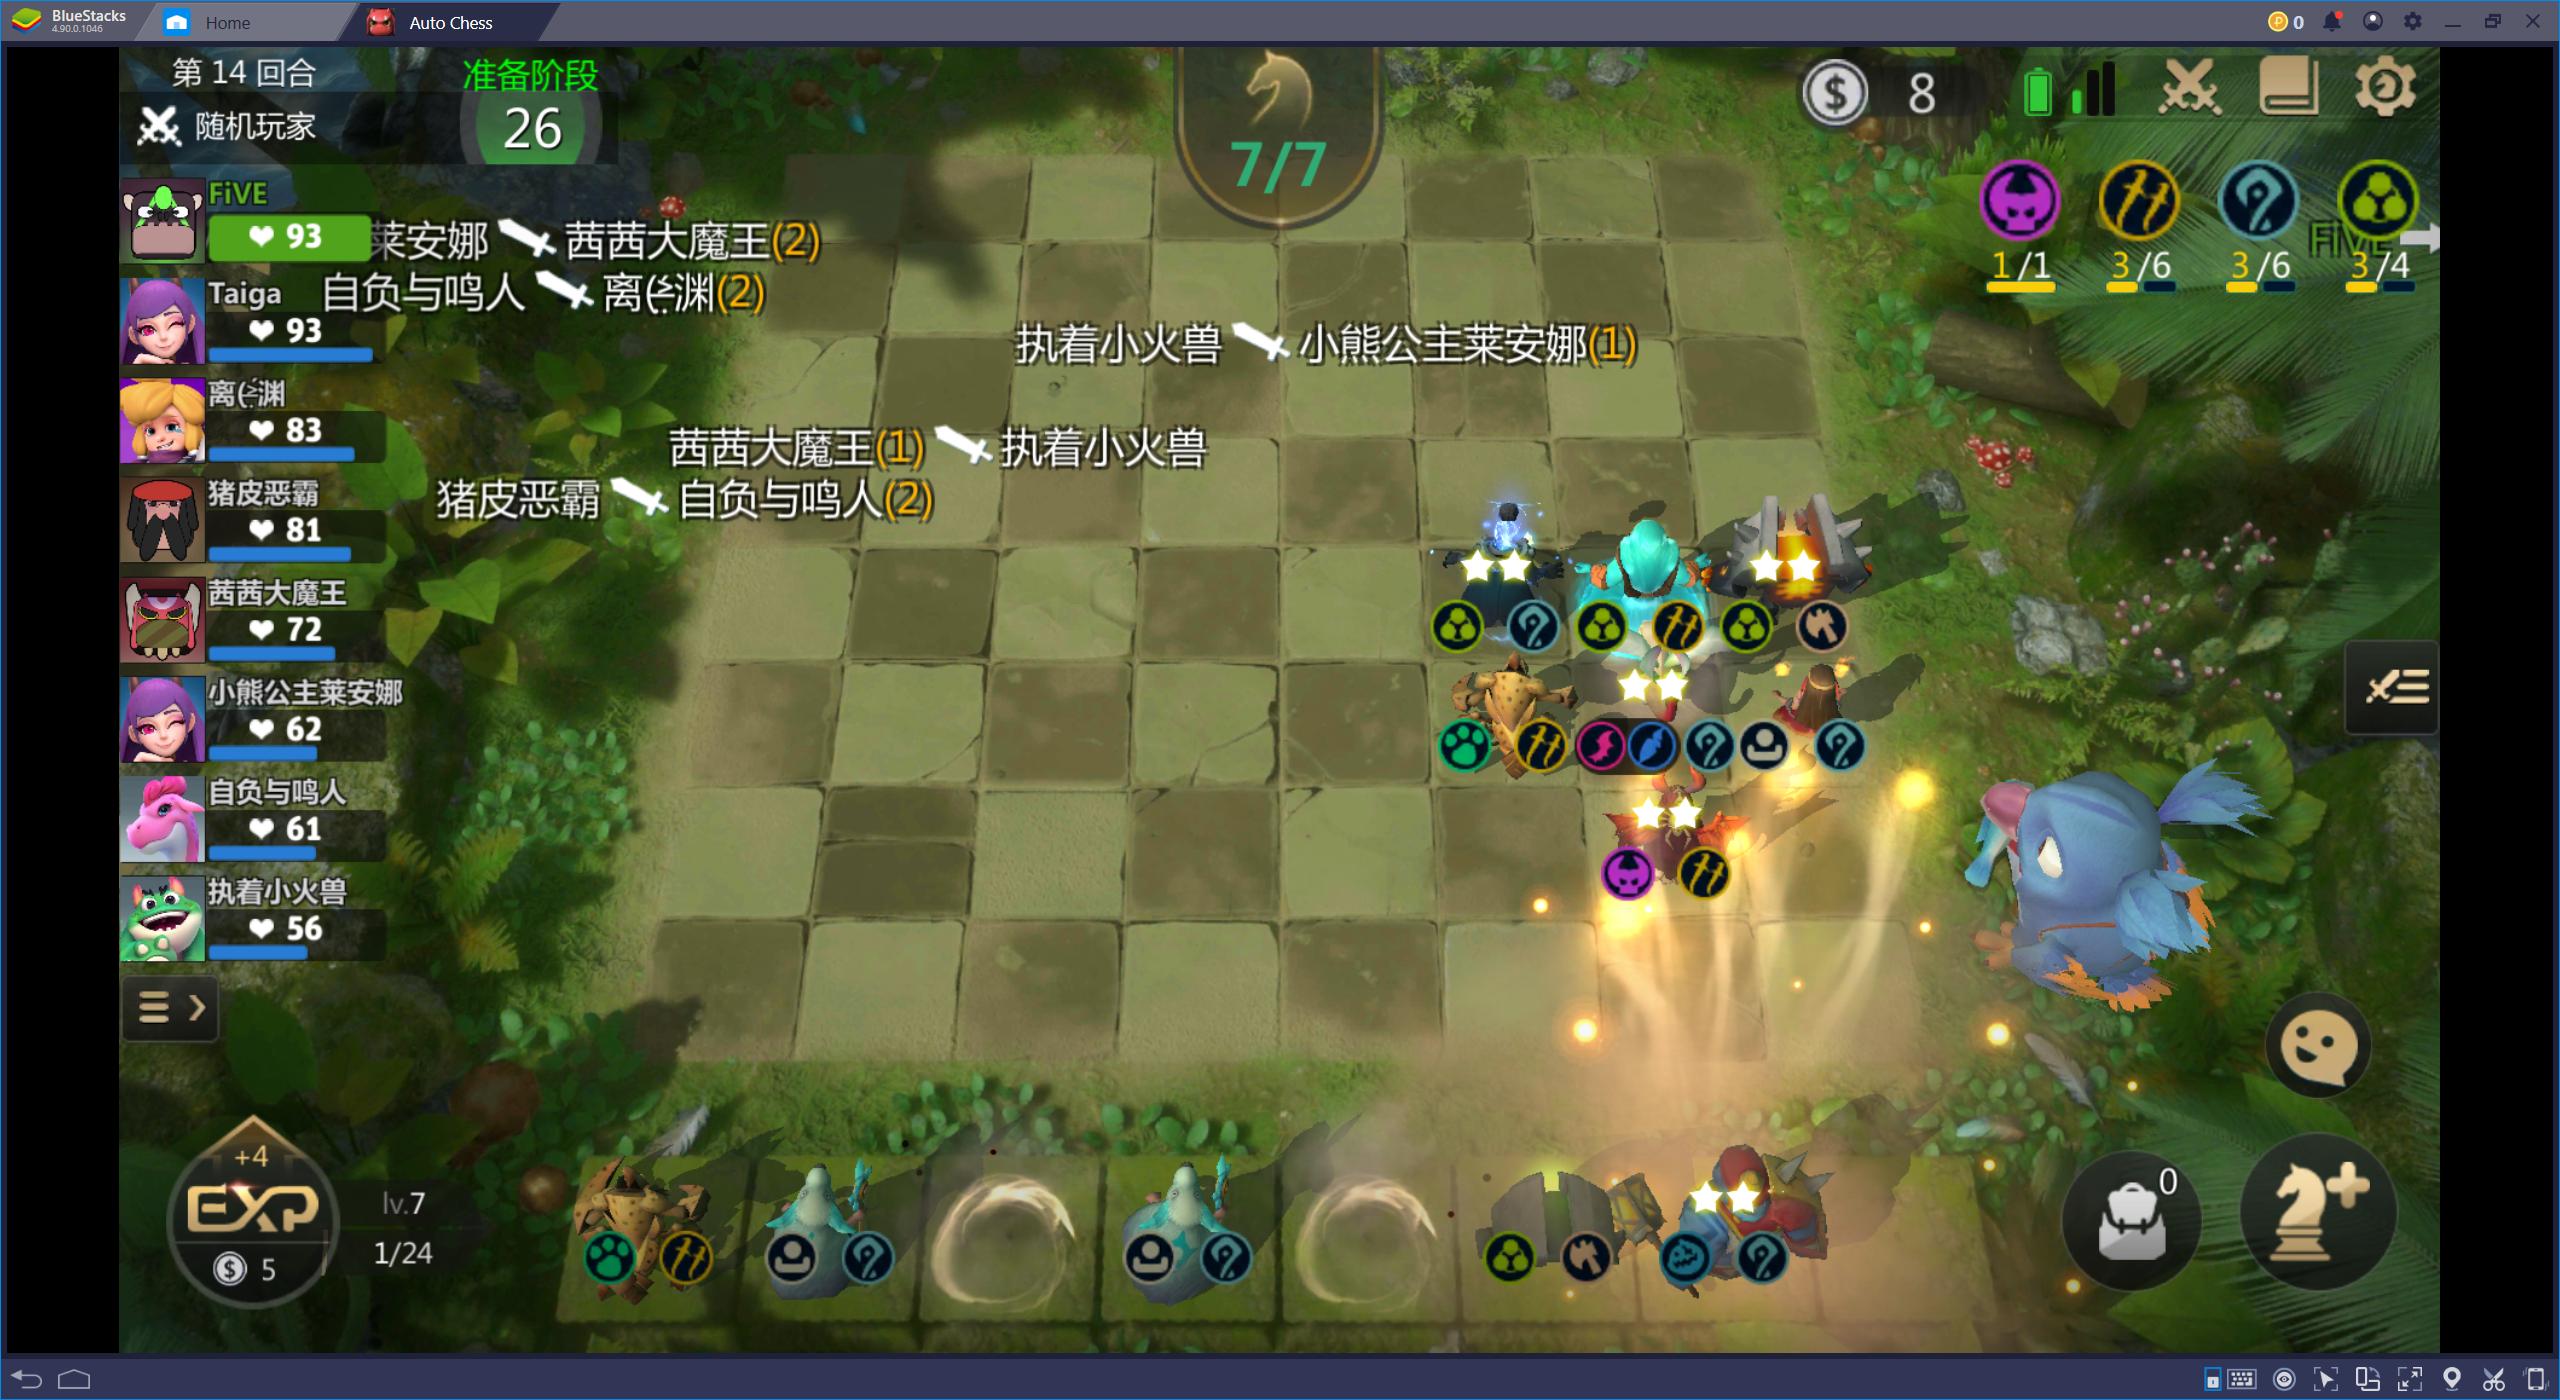 BlueStacks
4.90.0.1046
Home
Auto Chess
0
第 14 回合
准备阶段
随机玩家
26
7/7
8
1/1
3/6
3/6
3/4
FiVE
FiVE
93
莱安娜 茜茜大魔王(2)
Taiga
93
自负与鸣人 离(渊(2)
执着小火兽 小熊公主莱安娜(1)
离(渊
83
茜茜大魔王(1) 执着小火兽
猪皮恶霸
81
猪皮恶霸 自负与鸣人(2)
茜茜大魔王
72
小熊公主莱安娜
62
自负与鸣人
61
执着小火兽
56
+4
EXP
5
lv.7
1/24
0